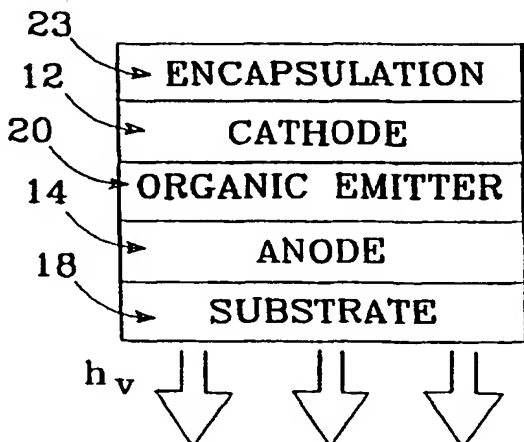 23
ENCAPSULATION
12
CATHODE
20
ORGANIC EMITTER
14
ANODE
18
SUBSTRATE
hv